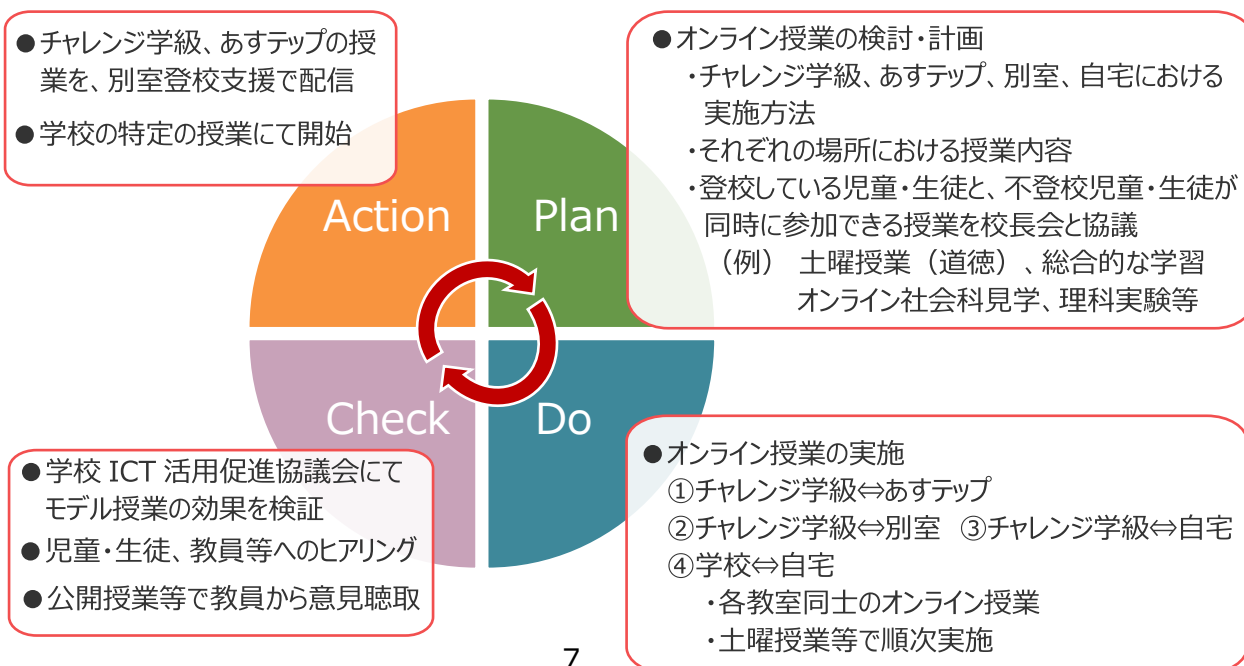 ●チャレンジ学級、あすテップの授
業を、別室登校支援で配信
●学校の特定の授業にて開始
●オンライン授業の検討・計画
・チャレンジ学級、あすテップ、別室、自宅における
実施方法
・それぞれの場所における授業内容
・登校している児童・生徒と、不登校児童・生徒が
同時に参加できる授業を校長会と協議
（例） 土曜授業（道徳）、総合的な学習
オンライン社会科見学、理科実験等
Action
Plan
Check
Do
●学校 ICT 活用促進協議会にて
モデル授業の効果を検証
●児童・生徒、教員等へのヒアリング
●公開授業等で教員から意見聴取
●オンライン授業の実施
①チャレンジ学級⇔あすテップ
②チャレンジ学級⇔別室 ③チャレンジ学級⇔自宅
④学校⇔自宅
・各教室同士のオンライン授業
・土曜授業等で順次実施
7